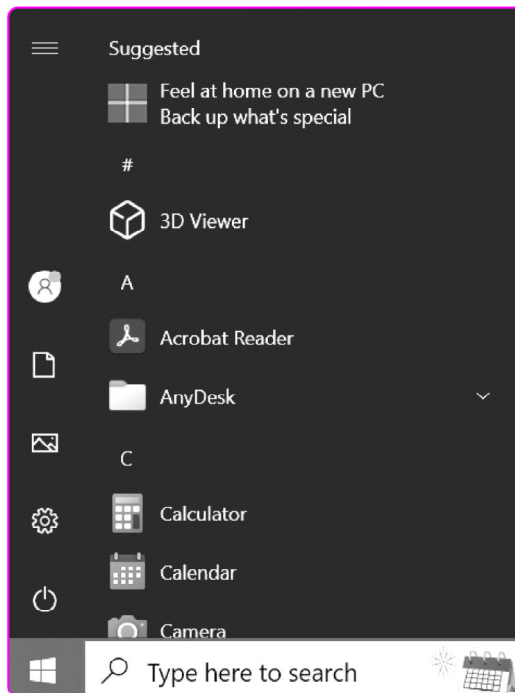 Suggested
Feel at home on a new PC
Back up what's special
#
3D Viewer
A
Acrobat Reader
AnyDesk
C
Calculator
Calendar
Camera
Type here to search